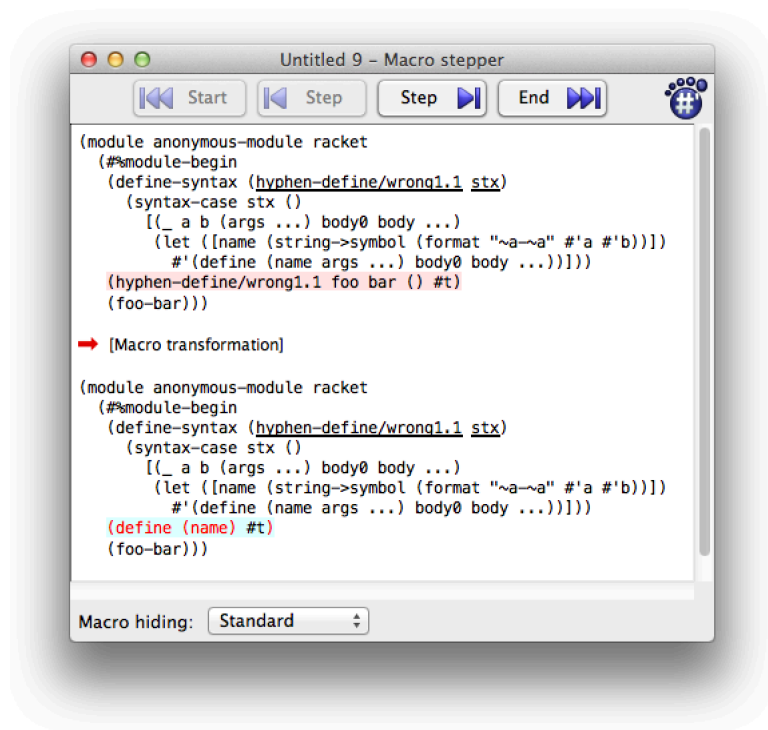 Untitled 9 – Macro stepper
Start Step Step End
(module anonymous-module racket
  (#%module-begin
   (define-syntax (hyphen-define/wrong1.1 stx)
     (syntax-case stx ()
       [(_ a b (args ...) body0 body ...)
        (let ([name (string->symbol (format "~a-~a" #'a #'b))])
          #'(define (name args ...) body0 body ...))]))
   (hyphen-define/wrong1.1 foo bar () #t)
   (foo-bar)))
[Macro transformation]
(module anonymous-module racket
  (#%module-begin
   (define-syntax (hyphen-define/wrong1.1 stx)
     (syntax-case stx ()
       [(_ a b (args ...) body0 body ...)
        (let ([name (string->symbol (format "~a-~a" #'a #'b))])
          #'(define (name args ...) body0 body ...))]))
   (define (name) #t)
   (foo-bar)))
Macro hiding: Standard